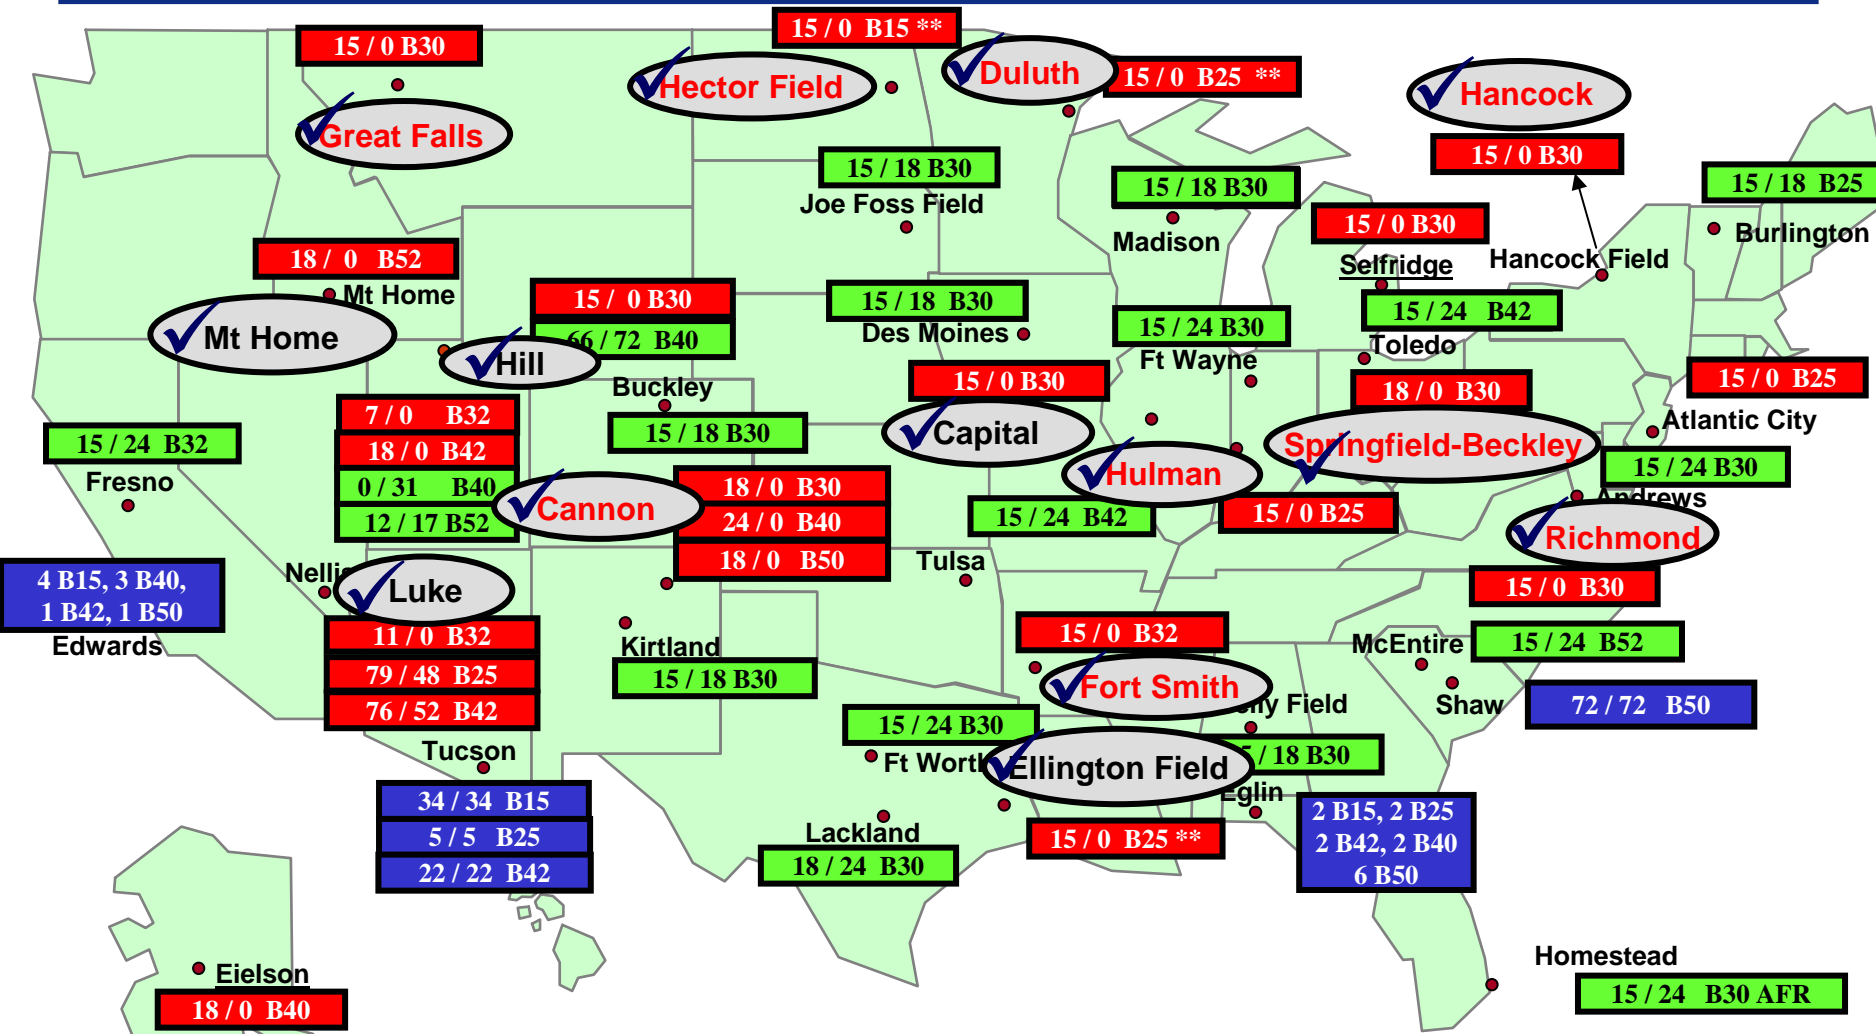 15 / 0 B15 **
15 / 0 B30
Hector Field
Duluth
15 / 0 B25 **
Hancock
Great Falls
15 / 0 B30
15 / 18 B30
Joe Foss Field
15 / 18 B30
Madison
15 / 18 B25
Burlington
15 / 0 B30
Selfridge
Hancock Field
18 / 0 B52
Mt Home
Mt Home
15 / 0 B30
66 / 72 B40
Hill
15 / 18 B30
Des Moines
15 / 24 B30
Ft Wayne
15 / 24 B42
Toledo
15 / 0 B25
Atlantic City
Buckley
15 / 18 B30
15 / 0 B30
Capital
18 / 0 B30
Springfield-Beckley
15 / 24 B30
Andrews
7 / 0 B32
18 / 0 B42
0 / 31 B40
12 / 17 B52
15 / 24 B32
Fresno
Cannon
18 / 0 B30
24 / 0 B40
18 / 0 B50
Hulman
15 / 24 B42
15 / 0 B25
Richmond
15 / 0 B30
4 B15, 3 B40,
1 B42, 1 B50
Edwards
Nellis
Luke
11 / 0 B32
79 / 48 B25
76 / 52 B42
Tulsa
Kirtland
15 / 18 B30
15 / 0 B32
Fort Smith
McEntire
15 / 24 B52
Shaw
72 / 72 B50
Field
/ 18 B30
15 / 24 B30
Ft Worth
Ellington Field
Eglin
Tucson
34 / 34 B15
5 / 5 B25
22 / 22 B42
Lackland
18 / 24 B30
15 / 0 B25 **
2 B15, 2 B25
2 B42, 2 B40
6 B50
Eielson
18 / 0 B40
Homestead
15 / 24 B30 AFR